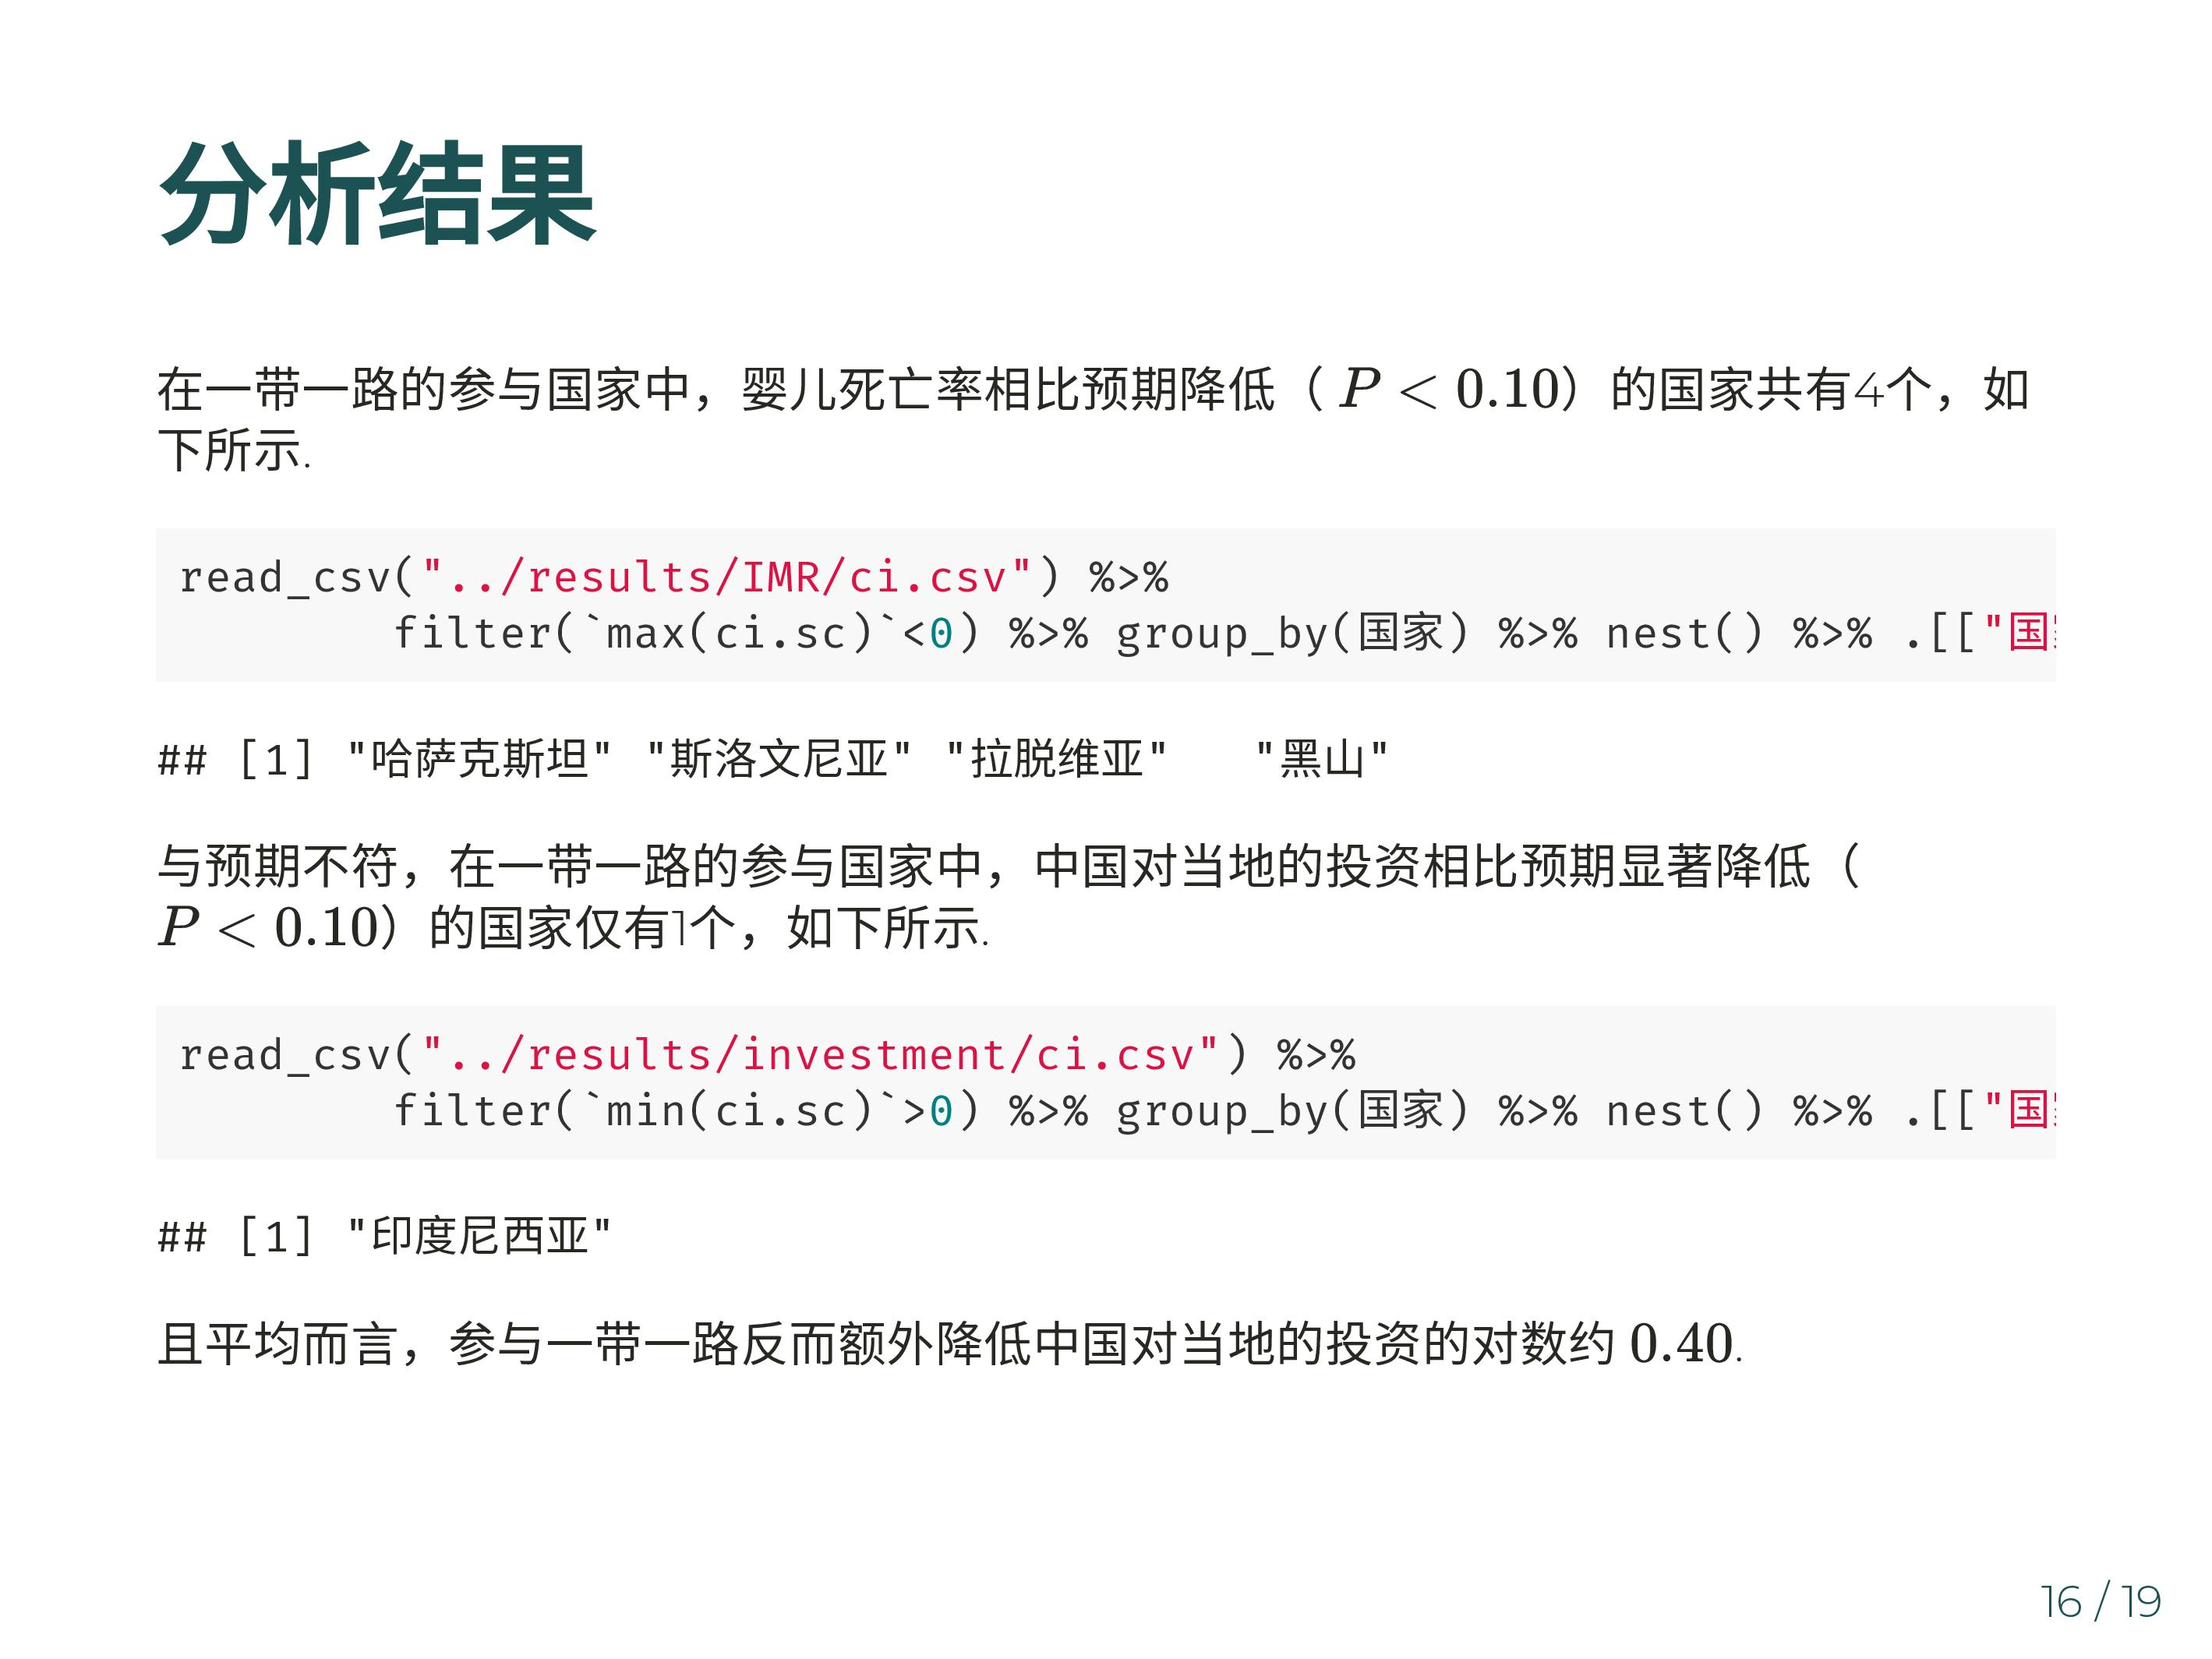 分析结果
在一带一路的参与国家中，婴儿死亡率相比预期降低（P < 0.10）的国家共有4个，如
下所示.
read_csv("../results/IMR/ci.csv") %>%
        filter(`max(ci.sc)`<0) %>% group_by(国家) %>% nest() %>% .[["国
## [1] "哈萨克斯坦" "斯洛文尼亚" "拉脱维亚"   "黑山"
与预期不符，在一带一路的参与国家中，中国对当地的投资相比预期显著降低（
P < 0.10）的国家仅有1个，如下所示.
read_csv("../results/investment/ci.csv") %>%
        filter(`min(ci.sc)`>0) %>% group_by(国家) %>% nest() %>% .[["国
## [1] "印度尼西亚"
且平均而言，参与一带一路反而额外降低中国对当地的投资的对数约 0.40.
16 / 19